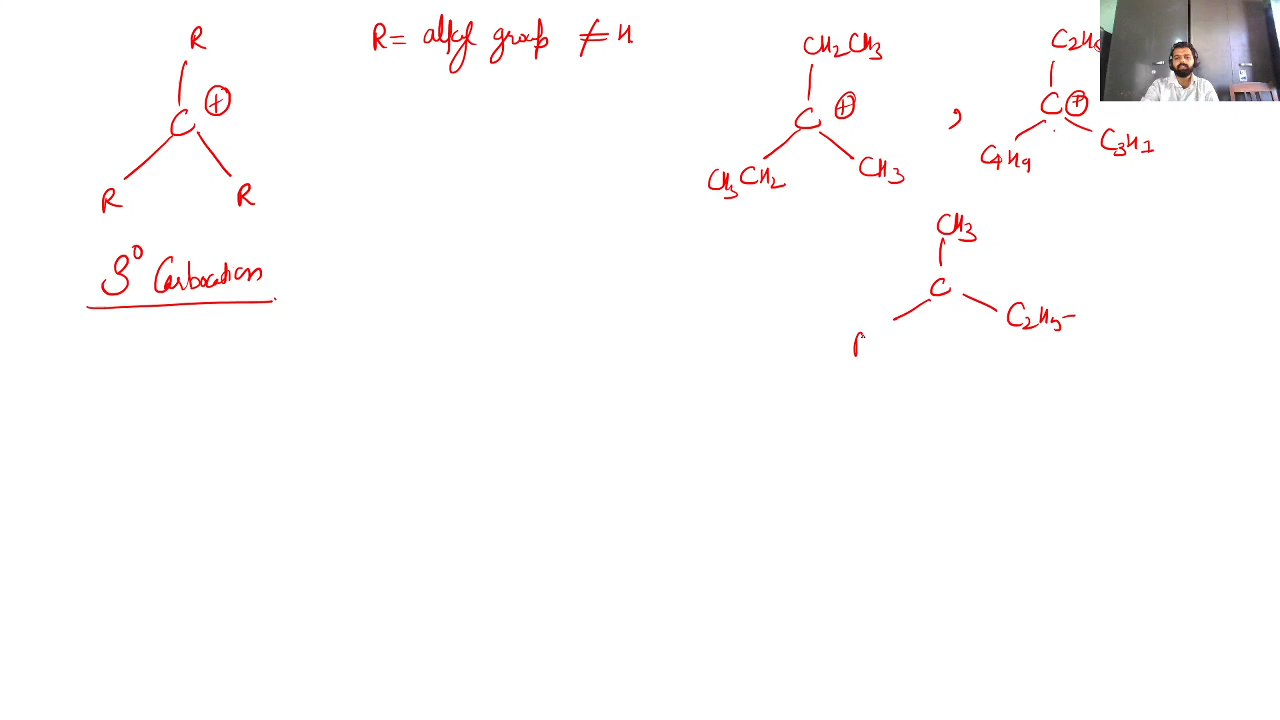 R
C ⊕
R R
3° Carbocation
R = alkyl group ≠ H
CH2CH3
C ⊕
CH3CH2 CH3
,
C2H5
C ⊕
C4H9 C3H7
CH3
C
C2H5